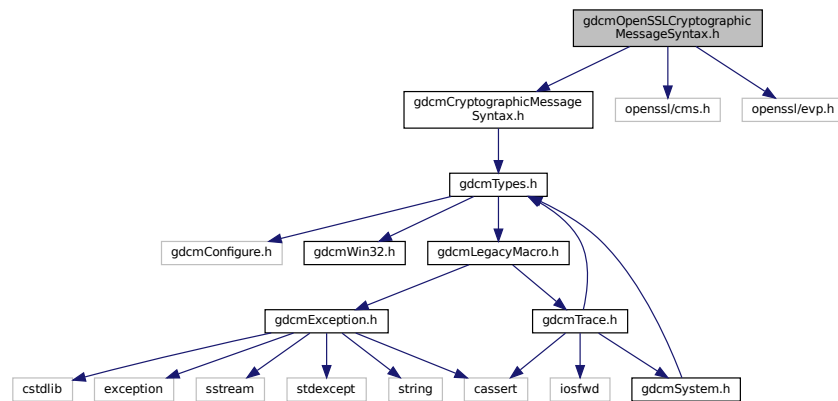 gdcmOpenSSLCryptographic
MessageSyntax.h
gdcmCryptographicMessage
Syntax.h
openssl/cms.h
openssl/evp.h
gdcmTypes.h
gdcmConfigure.h
gdcmWin32.h
gdcmLegacyMacro.h
gdcmException.h
gdcmTrace.h
cstdlib
exception
sstream
stdexcept
string
cassert
iosfwd
gdcmSystem.h